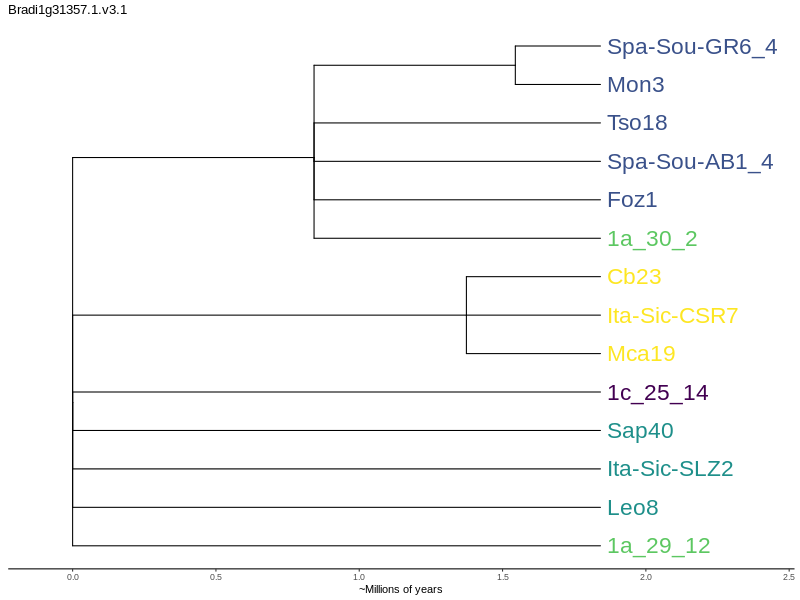 Bradi1g31357.1.v3.1
Spa-Sou-GR6_4
Mon3
Tso18
Spa-Sou-AB1_4
Foz1
1a_30_2
Cb23
Ita-Sic-CSR7
Mca19
1c_25_14
Sap40
Ita-Sic-SLZ2
Leo8
1a_29_12
0.0 0.5 1.0 1.5 2.0 2.5
~Millions of years